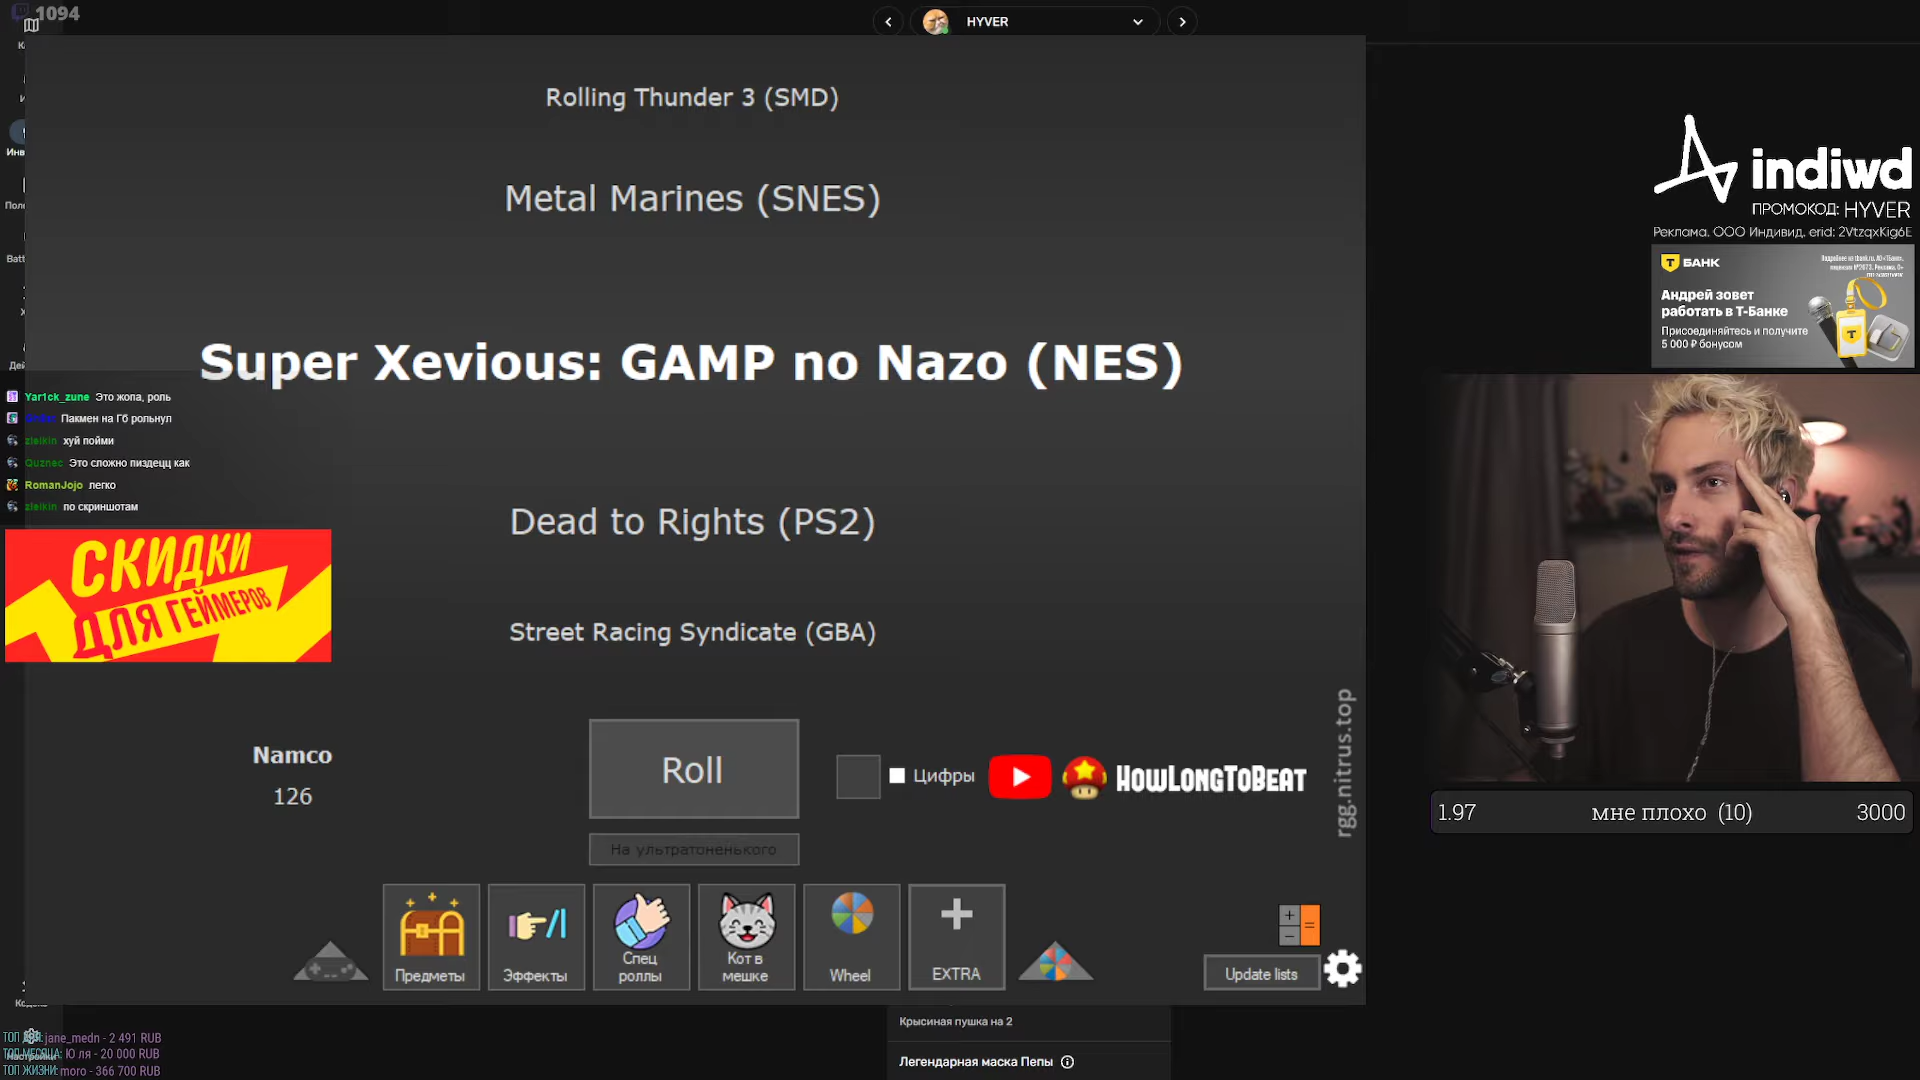 1094
HYVER
Rolling Thunder 3 (SMD)
Metal Marines (SNES)
Super Xevious: GAMP no Nazo (NES)
Dead to Rights (PS2)
Street Racing Syndicate (GBA)
Инв
Пол
Batt
Дей
Yar1ck_zune Это жопа, роль
Пакмен на Гб рольнул
zleikin хуй пойми
Quznec Это сложно пиздецц как
RomanJojo легко
zleikin по скриншотам
СКИДКИ
ДЛЯ ГЕЙМЕРОВ
Namco
126
Roll
На ультратоненького
Цифры
HowLongToBeat
rgg.nitrus.top
Предметы
Эффекты
Спец
роллы
Кот в
мешке
Wheel
EXTRA
Update lists
Крысиная пушка на 2
Легендарная маска Пепы
jane_medn - 2 491 RUB
ТОП МЕСЯЦА: Ю ля - 20 000 RUB
ТОП ЖИЗНИ: moro - 366 700 RUB
indiwd
ПРОМОКОД: HYVER
Реклама. ООО Индивид. erid: 2VtzqxKig6E
Т БАНК
Андрей зовет
работать в Т-Банке
Присоединяйтесь и получите
5 000 ₽ бонусом
1.97 мне плохо (10) 3000